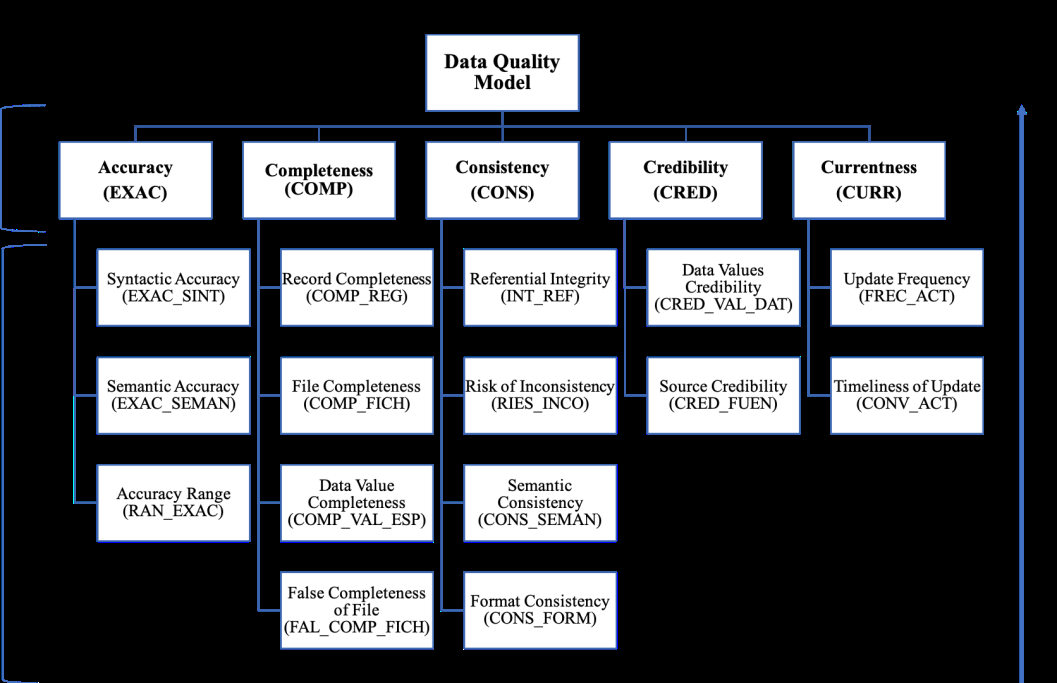 Data Quality
Model
Accuracy
(EXAC)
Completeness
(COMP)
Consistency
(CONS)
Credibility
(CRED)
Currentness
(CURR)
Syntactic Accuracy
(EXAC_SINT)
Record Completeness
(COMP_REG)
Referential Integrity
(INT_REF)
Data Values
Credibility
(CRED_VAL_DAT)
Update Frequency
(FREC_ACT)
Semantic Accuracy
(EXAC_SEMAN)
File Completeness
(COMP_FICH)
Risk of Inconsistency
(RIES_INCO)
Source Credibility
(CRED_FUEN)
Timeliness of Update
(CONV_ACT)
Accuracy Range
(RAN_EXAC)
Data Value
Completeness
(COMP_VAL_ESP)
Semantic
Consistency
(CONS_SEMAN)
False Completeness
of File
(FAL_COMP_FICH)
Format Consistency
(CONS_FORM)